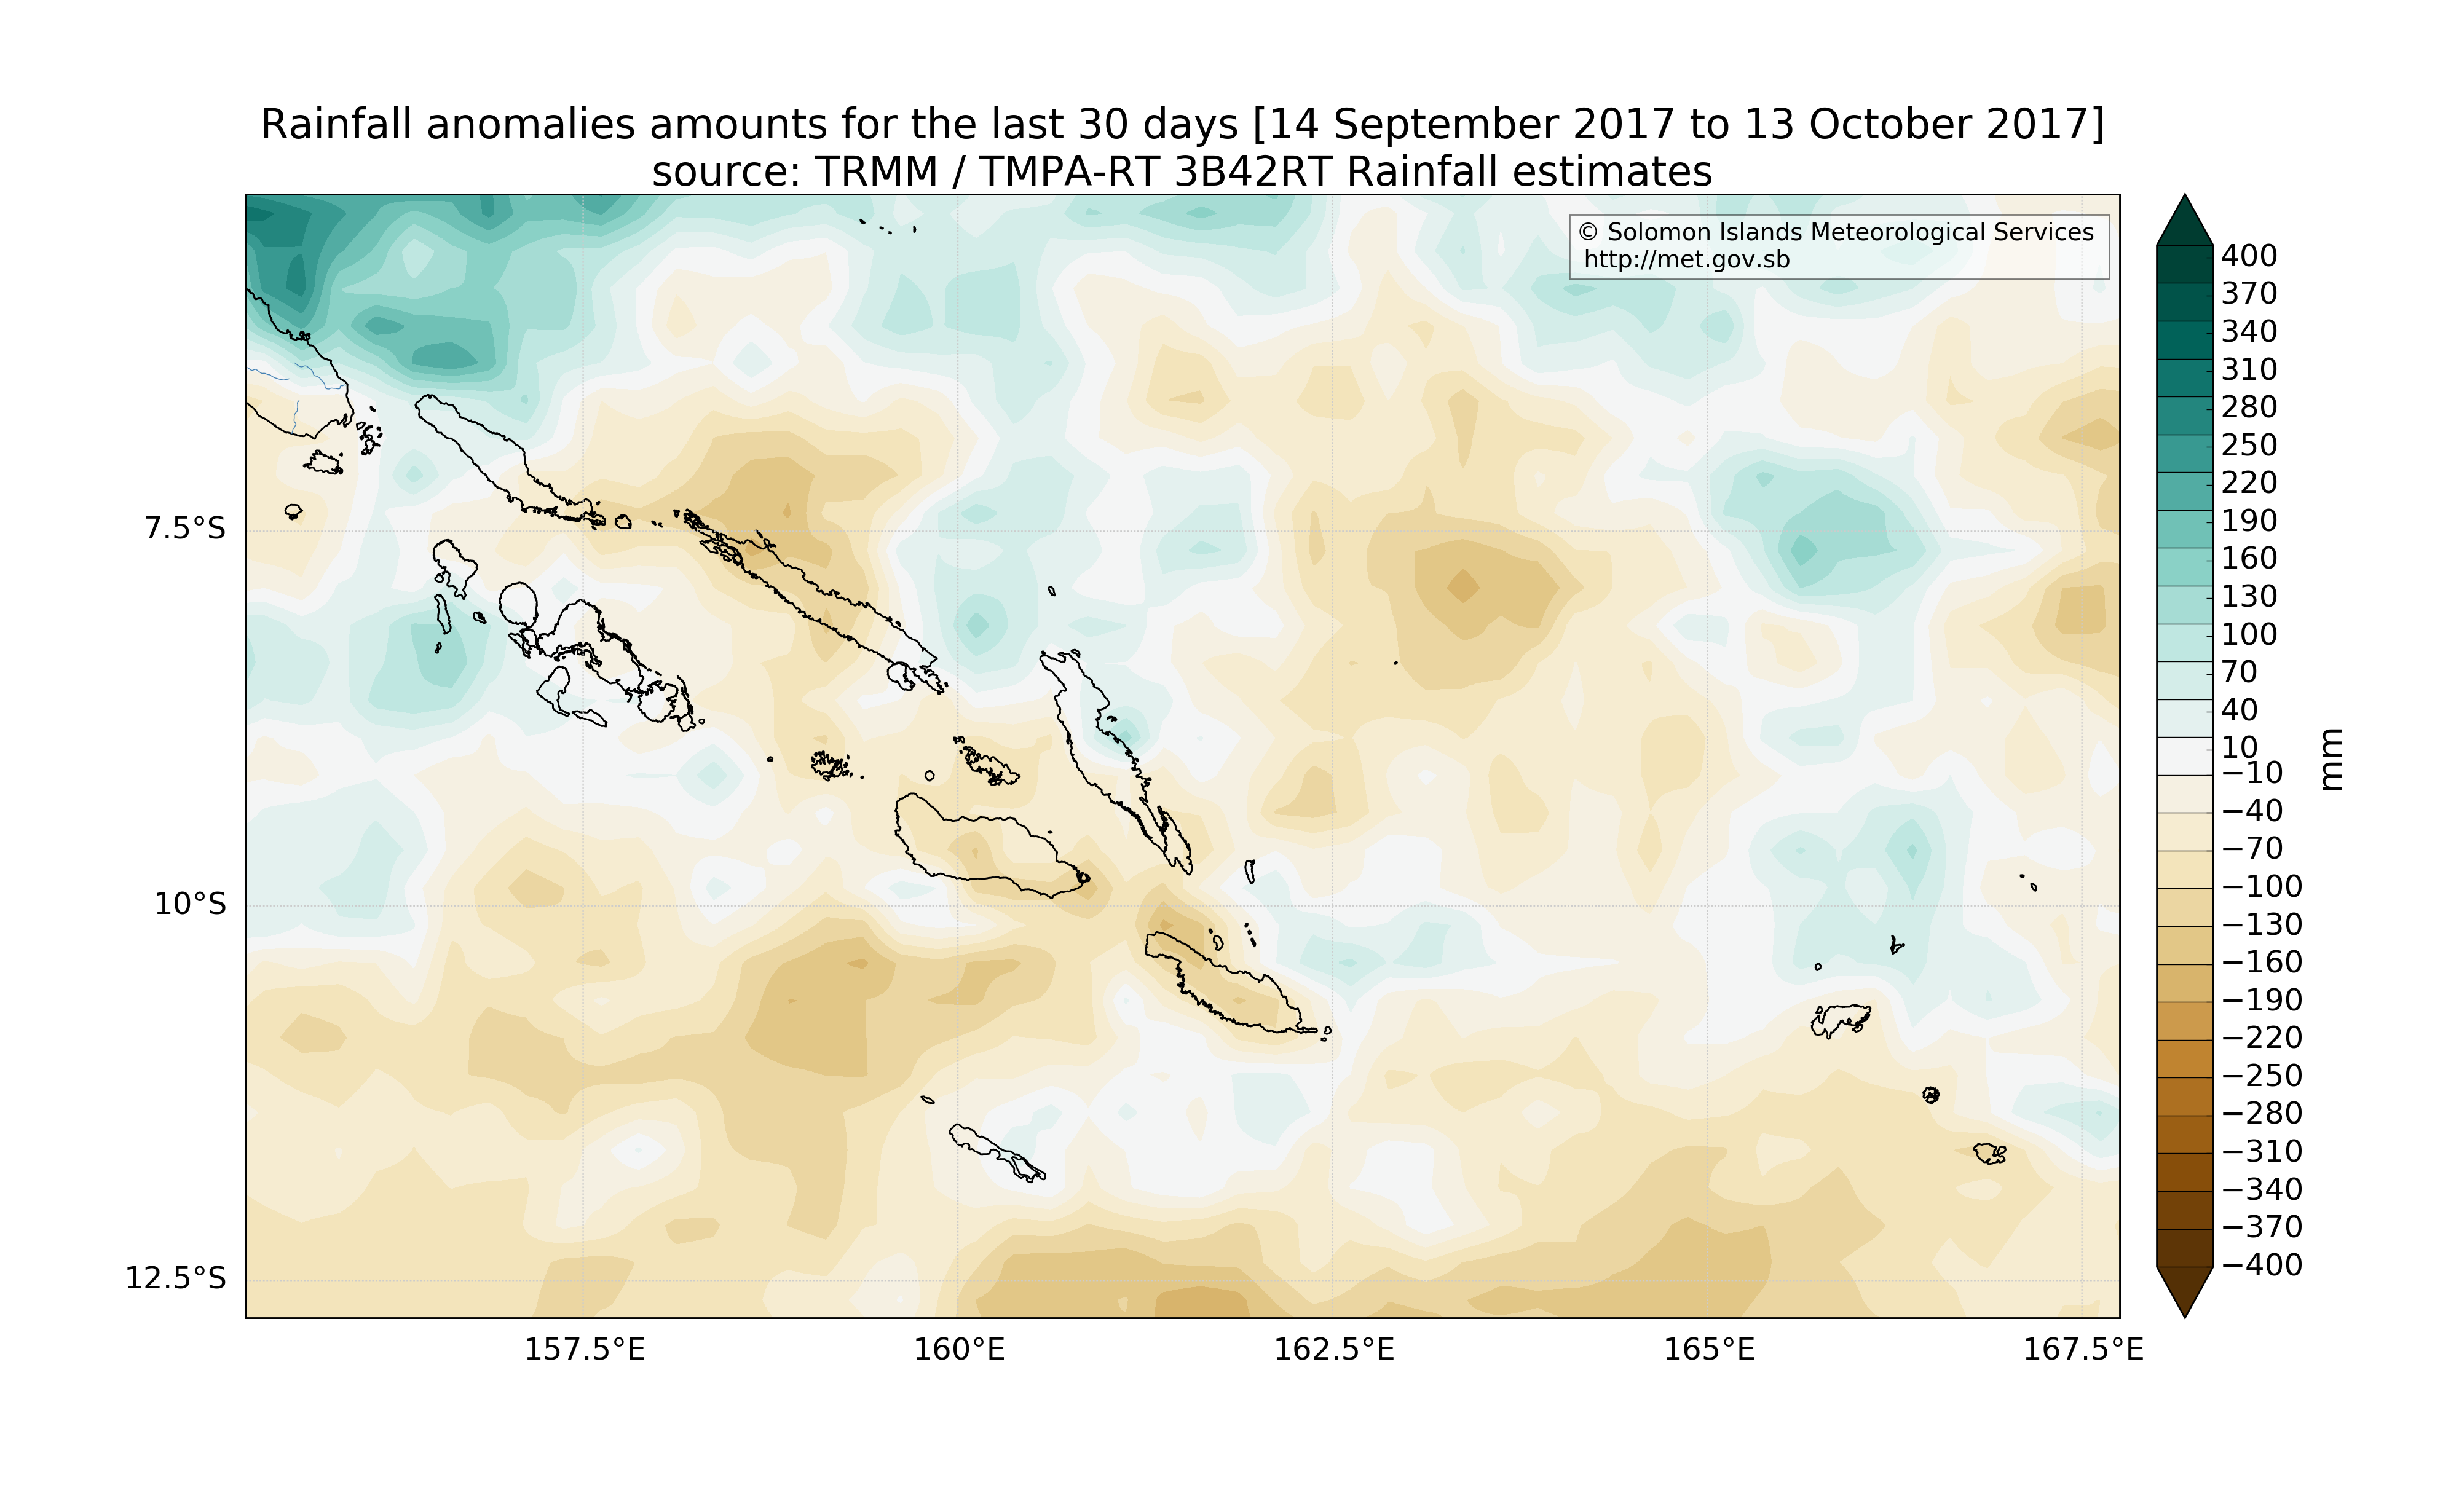 Rainfall anomalies amounts for the last 30 days [14 September 2017 to 13 October 2017]
source: TRMM / TMPA-RT 3B42RT Rainfall estimates
© Solomon Islands Meteorological Services
http://met.gov.sb
7.5°S
10°S
12.5°S
157.5°E
160°E
162.5°E
165°E
167.5°E
400
370
340
310
280
250
220
190
160
130
100
70
40
10
−10
−40
−70
−100
−130
−160
−190
−220
−250
−280
−310
−340
−370
−400
mm